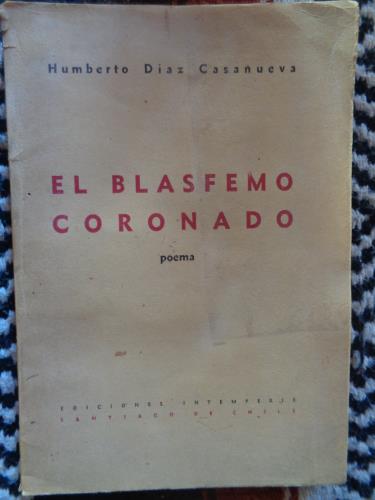 Humberto Díaz Casanueva
EL BLASFEMO
CORONADO
poema
EDICIONES INTEMPERIE
SANTIAGO DE CHILE